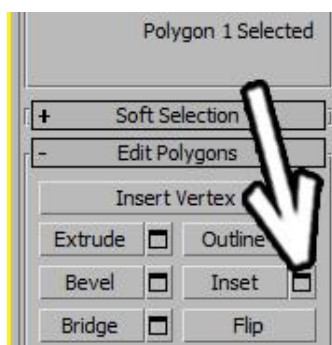 Polygon 1 Selected
+ Soft Selection
- Edit Polygons
Insert Vertex
Extrude Outline
Bevel Inset
Bridge Flip